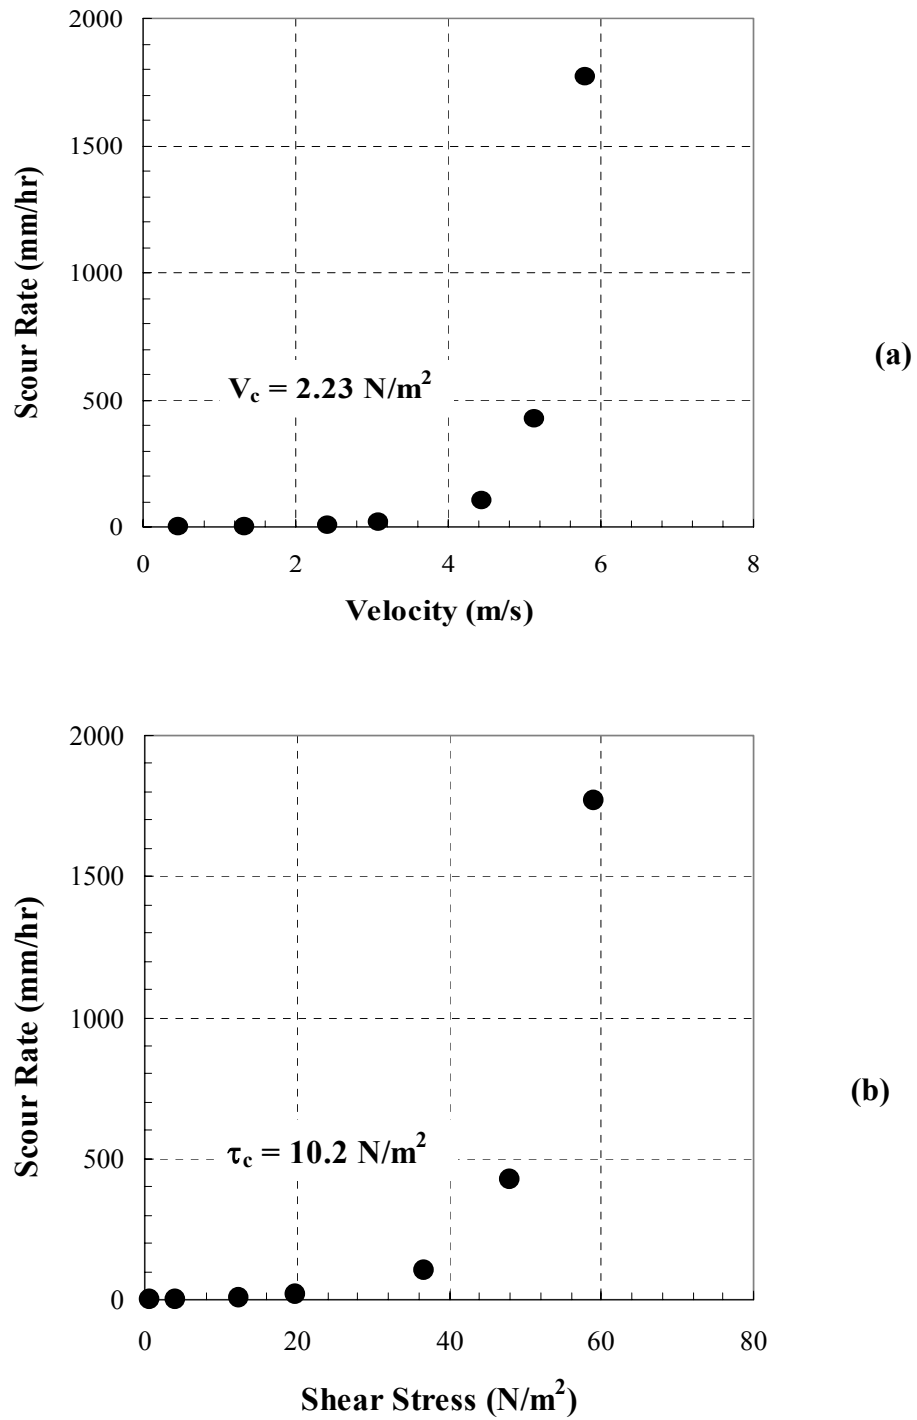 2000
1500
1000
500
0
Scour Rate (mm/hr)
V_c = 2.23 N/m²
(a)
0 2 4 6 8
Velocity (m/s)
2000
1500
1000
500
0
Scour Rate (mm/hr)
τ_c = 10.2 N/m²
(b)
0 20 40 60 80
Shear Stress (N/m²)